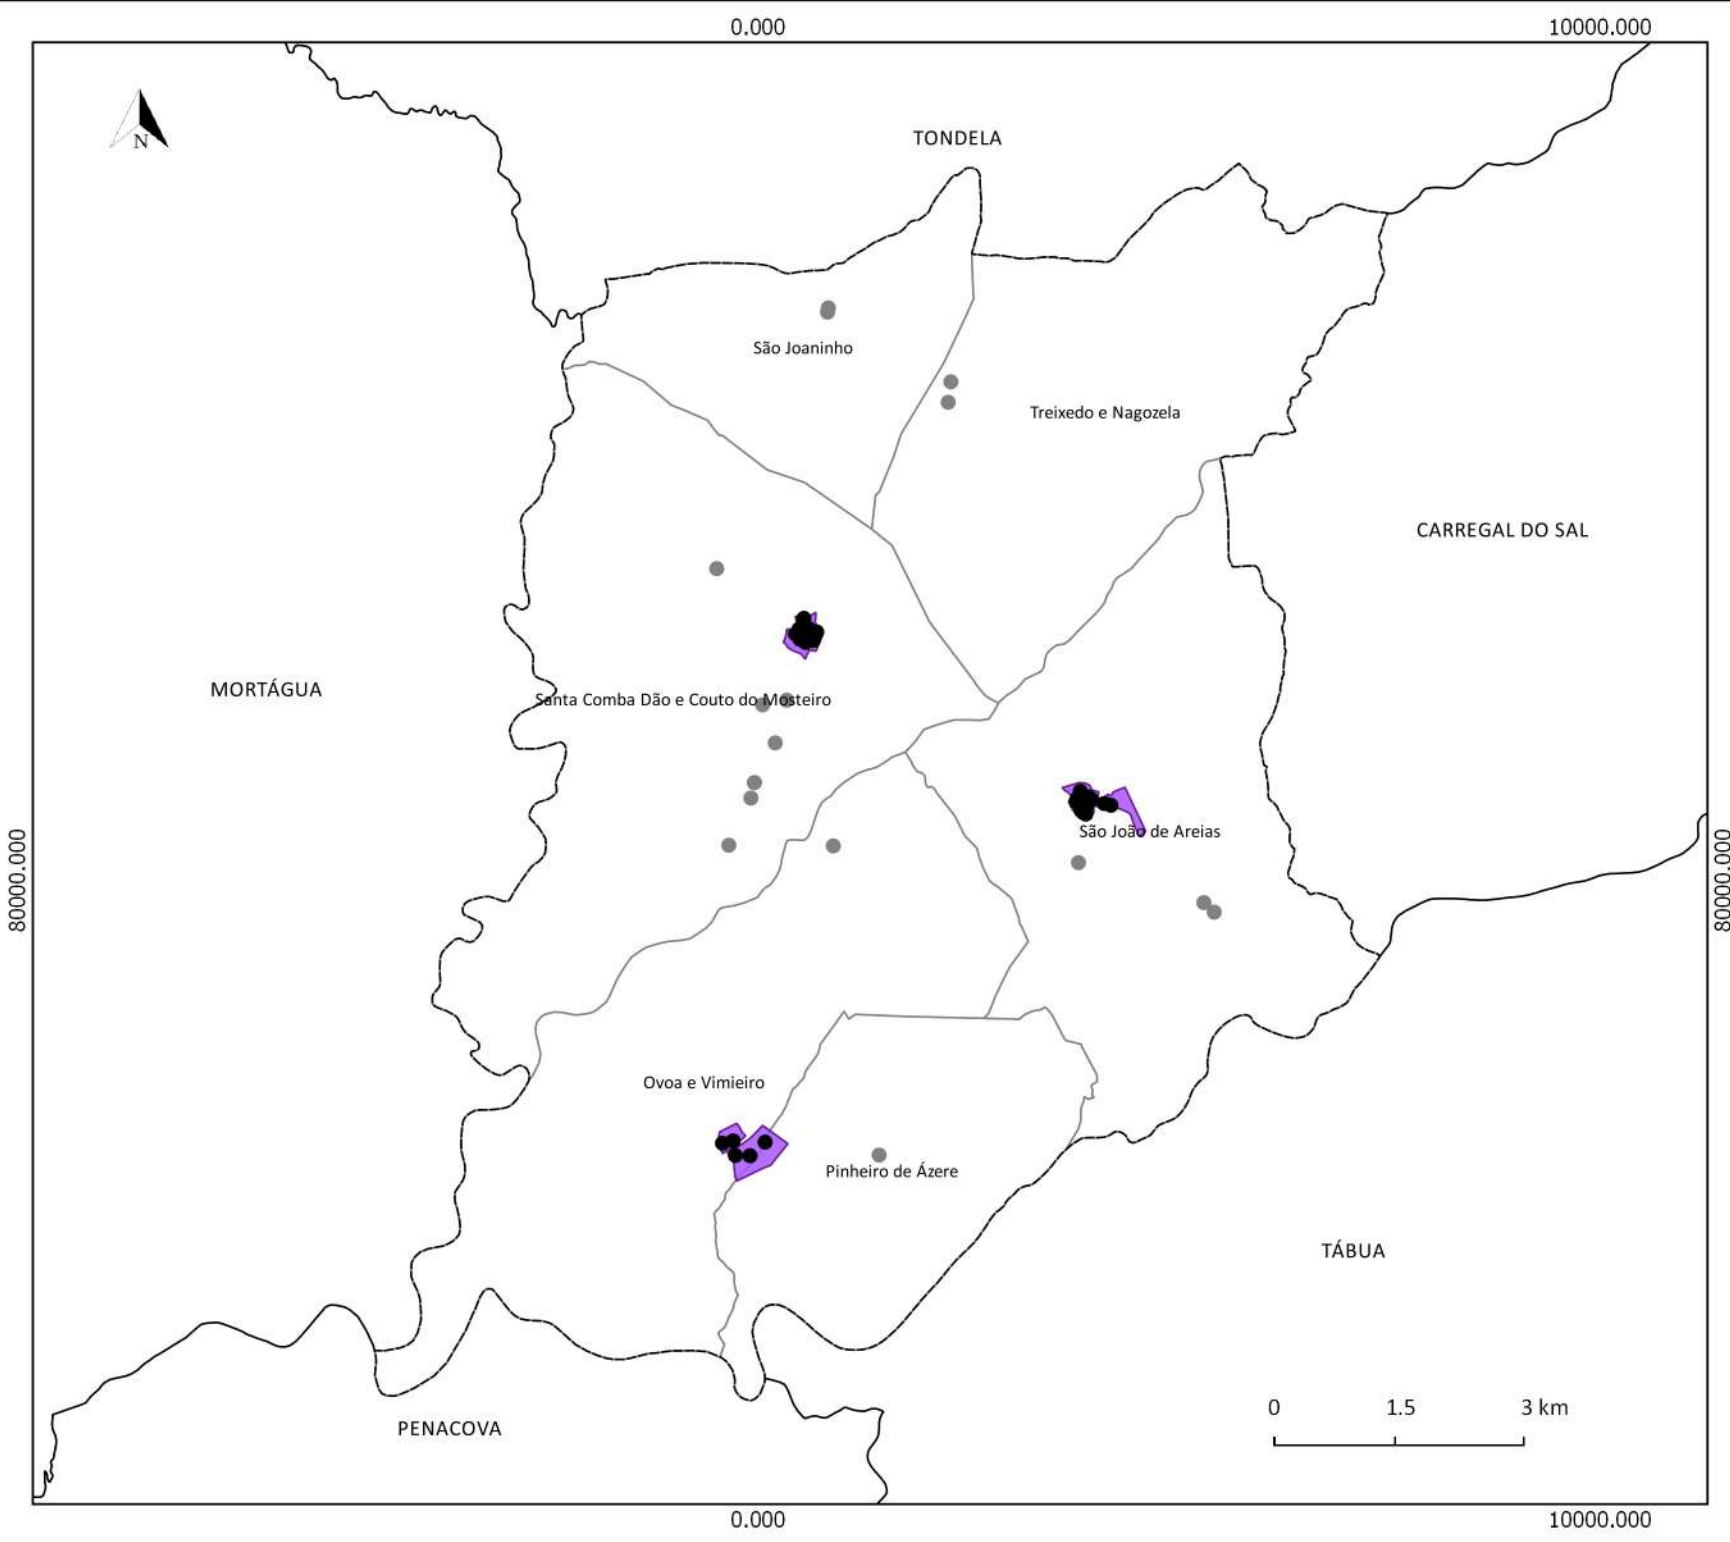 0.000 10000.000
N
TONDELA
São Joaninho
Treixedo e Nagozela
CARREGAL DO SAL
MORTÁGUA
Santa Comba Dão e Couto do Mosteiro
São João de Areias
80000.000 80000.000
Ovoa e Vimieiro
Pinheiro de Ázere
TÁBUA
0 1.5 3 km
PENACOVA
0.000 10000.000